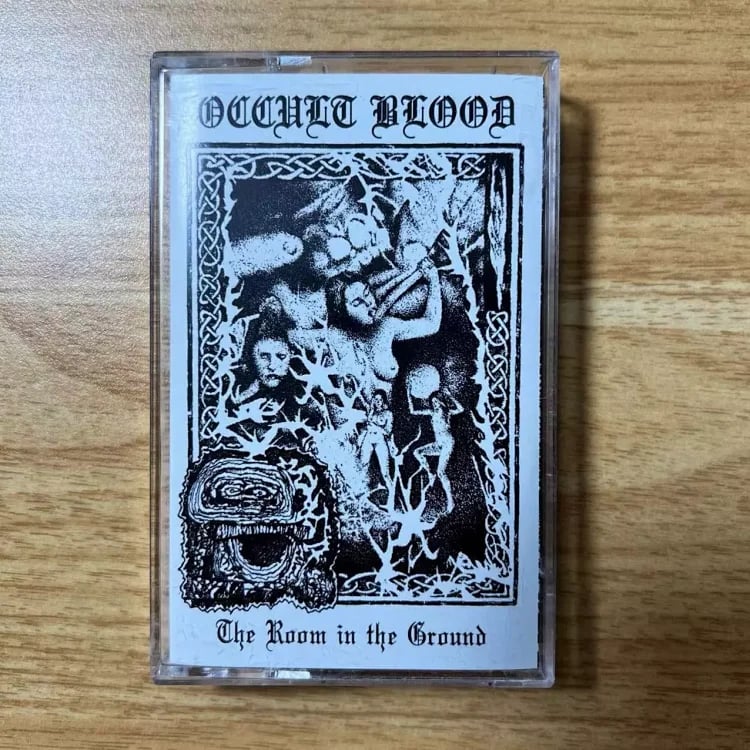 OCCULT BLOOD
The Room in the Ground